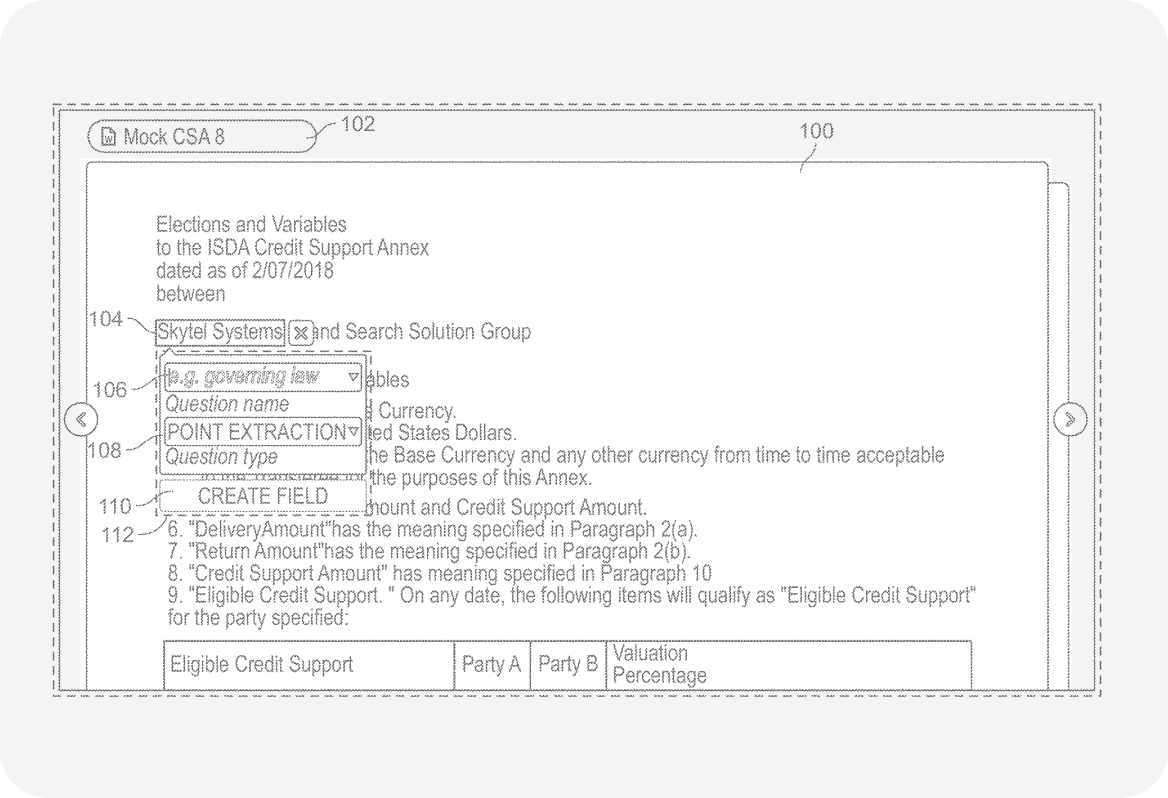 Mock CSA 8
102
100
Elections and Variables
to the ISDA Credit Support Annex
dated as of 2/07/2018
between
104
Skytel Systems and Search Solution Group
106
e.g. governing law
ables
Question name
Currency.
108
POINT EXTRACTION
ted States Dollars.
Question type
he Base Currency and any other currency from time to time acceptable
the purposes of this Annex.
110
CREATE FIELD
mount and Credit Support Amount.
112
6. "DeliveryAmount"has the meaning specified in Paragraph 2(a).
7. "Return Amount"has the meaning specified in Paragraph 2(b).
8. "Credit Support Amount" has meaning specified in Paragraph 10
9. "Eligible Credit Support. " On any date, the following items will qualify as "Eligible Credit Support"
for the party specified:
Eligible Credit Support
Party A
Party B
Valuation
Percentage